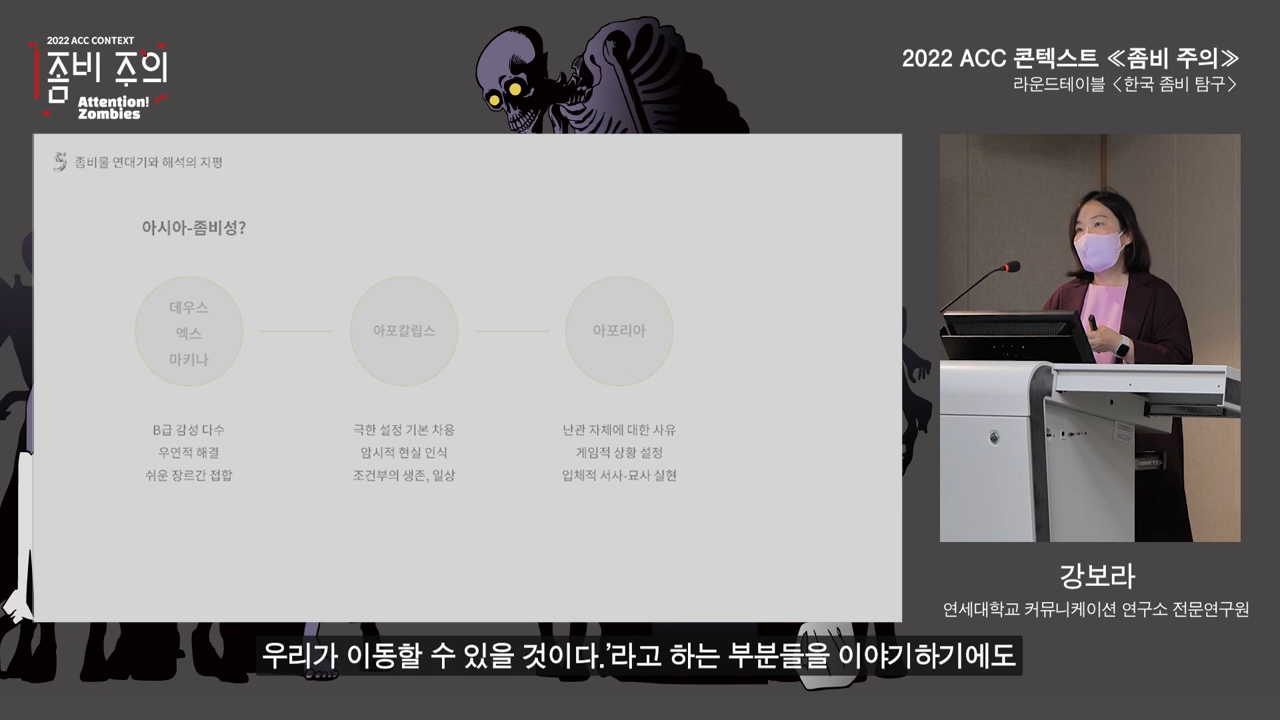 2022 ACC CONTEXT
좀비 주의
Attention!
Zombies
2022 ACC 콘텍스트 ≪좀비 주의≫
라운드테이블 〈한국 좀비 탐구〉
5 좀비물 연대기와 해석의 지평
아시아-좀비성?
데우스
엑스
마키나
아포칼립스
아포리아
B급 감성 다수
우연적 해결
쉬운 장르간 접합
극한 설정 기본 차용
암시적 현실 인식
조건부의 생존, 일상
난관 자체에 대한 사유
게임적 상황 설정
입체적 서사-묘사 실현
강보라
연세대학교 커뮤니케이션 연구소 전문연구원
우리가 이동할 수 있을 것이다.’라고 하는 부분들을 이야기하기에도